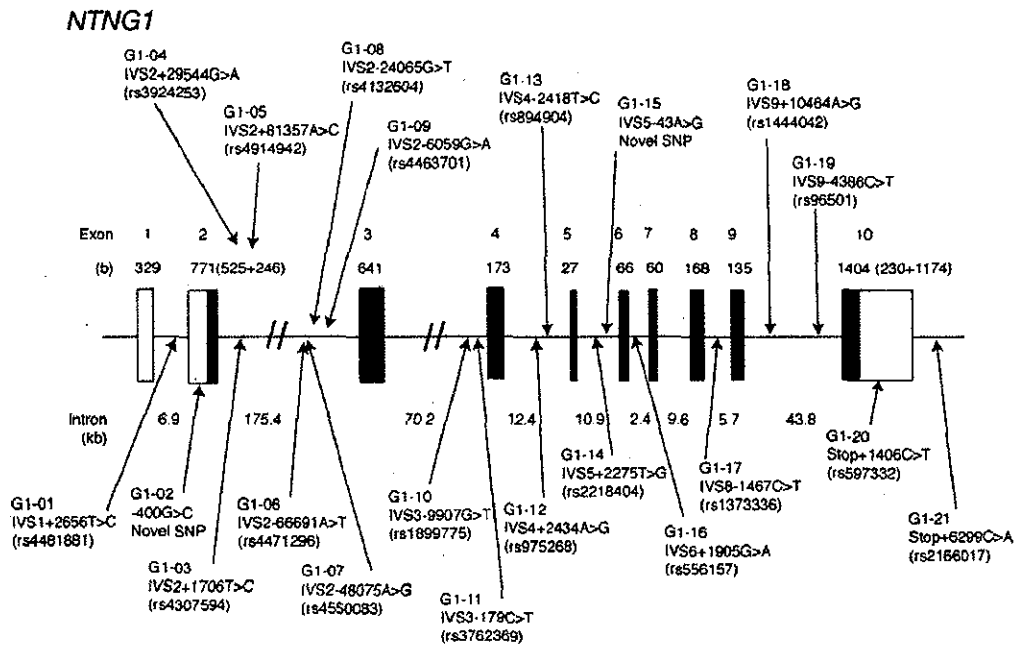 NTNG1
G1-04
IVS2+29544G>A
(rs3924253)
G1-05
IVS2+81357A>C
(rs4914942)
G1-08
IVS2-24065G>T
(rs4132604)
G1-09
IVS2-6059G>A
(rs4463701)
G1-13
IVS4-2418T>C
(rs894904)
G1-15
IVS5-43A>G
Novel SNP
G1-18
IVS9+10464A>G
(rs1444042)
G1-19
IVS9-4386C>T
(rs96501)
Exon 1 2 3 4 5 6 7 8 9 10
(b) 329 771(525+246) 641 173 27 66 60 168 135 1404 (230+1174)
Intron 6.9 175.4 70.2 12.4 10.9 2.4 9.6 5.7 43.8
(kb)
G1-01
IVS1+2656T>C
(rs4481881)
G1-02
-400G>C
Novel SNP
G1-03
IVS2+1706T>C
(rs4307594)
G1-06
IVS2-66691A>T
(rs4471296)
G1-07
IVS2-48075A>G
(rs4550083)
G1-10
IVS3-9907G>T
(rs1899775)
G1-11
IVS3-179C>T
(rs3762369)
G1-12
IVS4+2434A>G
(rs975268)
G1-14
IVS5+2275T>G
(rs2218404)
G1-16
IVS6+1905G>A
(rs556157)
G1-17
IVS8-1467C>T
(rs1373336)
G1-20
Stop+1406C>T
(rs597332)
G1-21
Stop+6299C>A
(rs2166017)